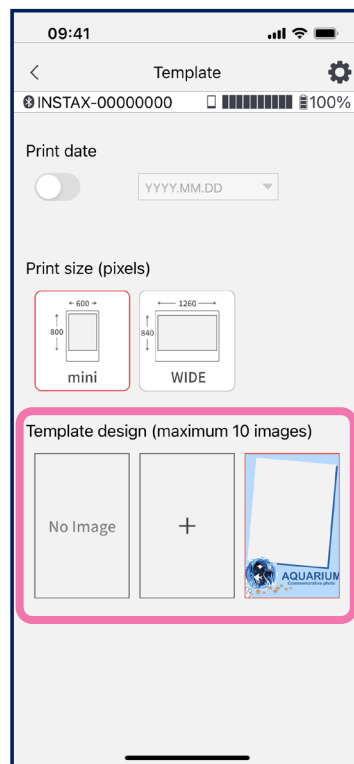 09:41
Template
INSTAX-00000000 100%
Print date
YYYY.MM.DD
Print size (pixels)
600 1260
800 840
mini WIDE
Template design (maximum 10 images)
No Image +
AQUARIUM
Commemorative photo